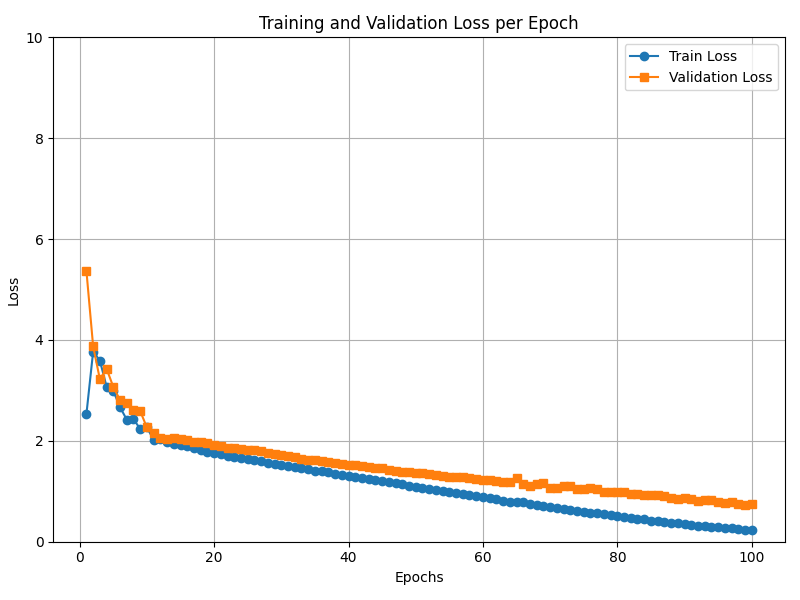 Training and Validation Loss per Epoch
Train Loss
Validation Loss
Loss
10
8
6
4
2
0
0 20 40 60 80 100
Epochs